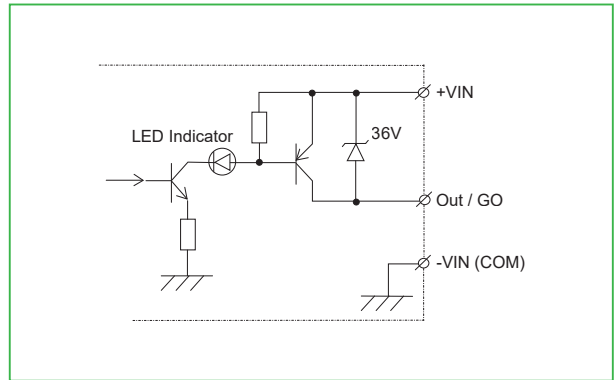 +VIN
LED Indicator
36V
Out / GO
-VIN (COM)